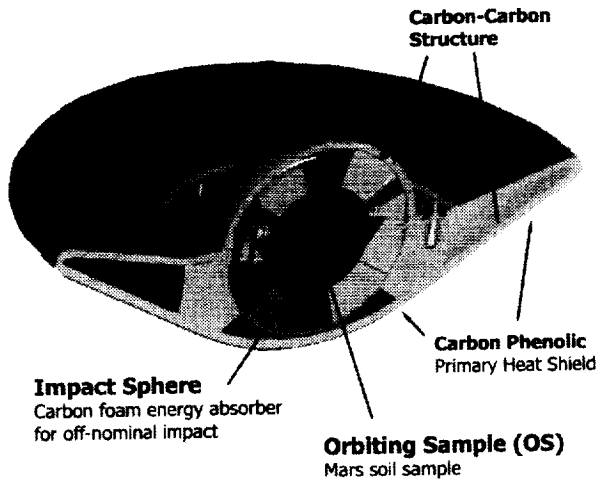 Carbon-Carbon
Structure
Carbon Phenolic
Primary Heat Shield
Impact Sphere
Carbon foam energy absorber
for off-nominal impact
Orbiting Sample (OS)
Mars soil sample